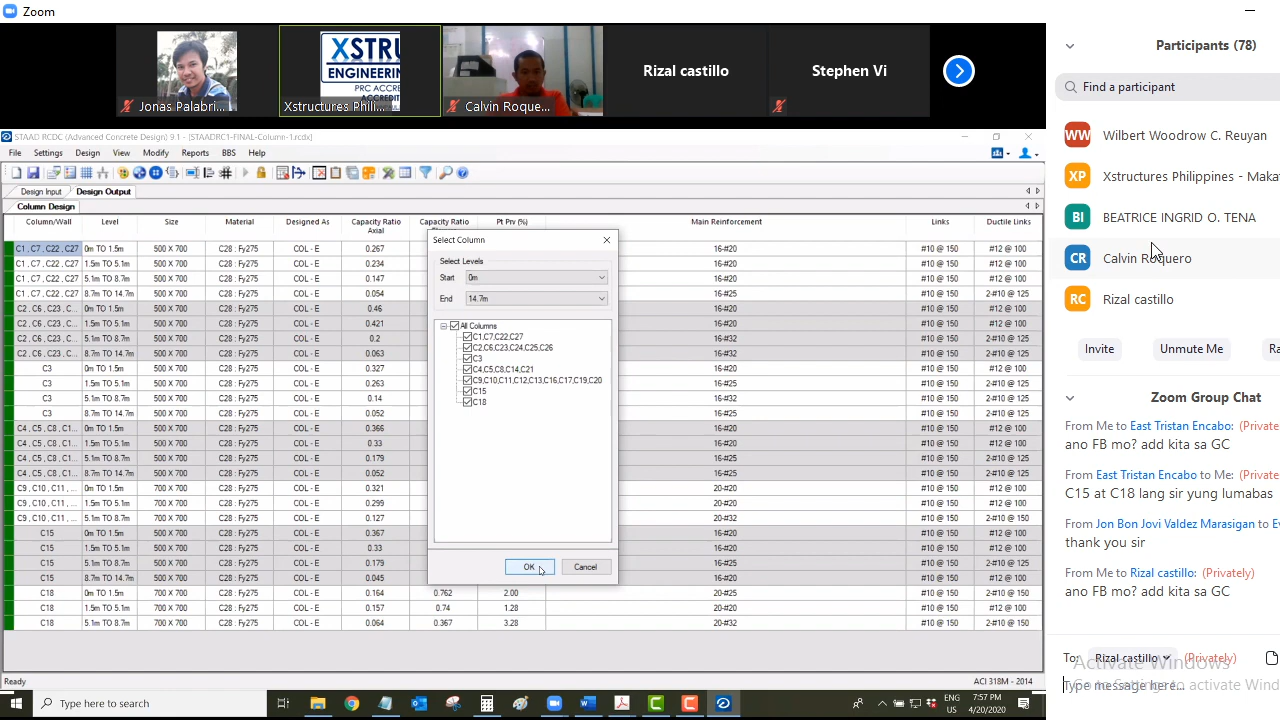 Zoom
XSTRU
ENGINEERING
PRC ACCRE
ACCREDIT
Jonas Palabri...
Xstructures Phili...
Calvin Roque...
Rizal castillo
Stephen Vi
STAAD RCDC (Advanced Concrete Design) 9.1 - [STAADRC1-FINAL-Column-1.rcdx]
File Settings Design View Modify Reports BBS Help
Design Input Design Output
Column Design
Column/Wall Level Size Material Designed As Capacity Ratio Axial Capacity Ratio Pt Prv (%) Main Reinforcement Links Ductile Links
C1 , C7 , C22 , C27 0m TO 1.5m 500 X 700 C28 : Fy275 COL - E 0.267 16-#20 #10 @ 150 #12 @ 100
C1 , C7 , C22 , C27 1.5m TO 5.1m 500 X 700 C28 : Fy275 COL - E 0.234 16-#20 #10 @ 150 #12 @ 100
C1 , C7 , C22 , C27 5.1m TO 8.7m 500 X 700 C28 : Fy275 COL - E 0.147 16-#20 #10 @ 150 #12 @ 100
C1 , C7 , C22 , C27 8.7m TO 14.7m 500 X 700 C28 : Fy275 COL - E 0.054 16-#25 #10 @ 150 2-#10 @ 125
C2 , C6 , C23 , C... 0m TO 1.5m 500 X 700 C28 : Fy275 COL - E 0.46 16-#20 #10 @ 150 #12 @ 100
C2 , C6 , C23 , C... 1.5m TO 5.1m 500 X 700 C28 : Fy275 COL - E 0.421 16-#20 #10 @ 150 #12 @ 100
C2 , C6 , C23 , C... 5.1m TO 8.7m 500 X 700 C28 : Fy275 COL - E 0.2 16-#32 #10 @ 150 2-#10 @ 150
C2 , C6 , C23 , C... 8.7m TO 14.7m 500 X 700 C28 : Fy275 COL - E 0.063 16-#32 #10 @ 150 2-#10 @ 150
C3 0m TO 1.5m 500 X 700 C28 : Fy275 COL - E 0.327 16-#20 #10 @ 150 #12 @ 100
C3 1.5m TO 5.1m 500 X 700 C28 : Fy275 COL - E 0.263 16-#25 #10 @ 150 2-#10 @ 125
C3 5.1m TO 8.7m 500 X 700 C28 : Fy275 COL - E 0.14 16-#25 #10 @ 150 2-#10 @ 125
C3 8.7m TO 14.7m 500 X 700 C28 : Fy275 COL - E 0.052 16-#25 #10 @ 150 2-#10 @ 125
C4 , C5 , C8 , C1... 0m TO 1.5m 500 X 700 C28 : Fy275 COL - E 0.366 16-#20 #10 @ 150 #12 @ 100
C4 , C5 , C8 , C1... 1.5m TO 5.1m 500 X 700 C28 : Fy275 COL - E 0.33 16-#20 #10 @ 150 #12 @ 100
C4 , C5 , C8 , C1... 5.1m TO 8.7m 500 X 700 C28 : Fy275 COL - E 0.179 16-#25 #10 @ 150 2-#10 @ 125
C4 , C5 , C8 , C1... 8.7m TO 14.7m 500 X 700 C28 : Fy275 COL - E 0.052 16-#25 #10 @ 150 2-#10 @ 125
C9 , C10 , C11 , ... 0m TO 1.5m 700 X 700 C28 : Fy275 COL - E 0.321 20-#20 #10 @ 150 #12 @ 100
C9 , C10 , C11 , ... 1.5m TO 5.1m 700 X 700 C28 : Fy275 COL - E 0.299 20-#25 #10 @ 150 #12 @ 100
C9 , C10 , C11 , ... 5.1m TO 8.7m 700 X 700 C28 : Fy275 COL - E 0.127 20-#32 #10 @ 150 2-#10 @ 150
C15 0m TO 1.5m 500 X 700 C28 : Fy275 COL - E 0.367 16-#20 #10 @ 150 #12 @ 100
C15 1.5m TO 5.1m 500 X 700 C28 : Fy275 COL - E 0.33 16-#20 #10 @ 150 #12 @ 100
C15 5.1m TO 8.7m 500 X 700 C28 : Fy275 COL - E 0.179 16-#25 #10 @ 150 2-#10 @ 125
C15 8.7m TO 14.7m 500 X 700 C28 : Fy275 COL - E 0.045 16-#20 #10 @ 150 #12 @ 100
C18 0m TO 1.5m 700 X 700 C28 : Fy275 COL - E 0.164 0.762 2.00 20-#25 #10 @ 150 2-#10 @ 125
C18 1.5m TO 5.1m 700 X 700 C28 : Fy275 COL - E 0.157 0.74 1.28 20-#20 #10 @ 150 #12 @ 100
C18 5.1m TO 8.7m 700 X 700 C28 : Fy275 COL - E 0.064 0.367 3.28 20-#32 #10 @ 150 2-#10 @ 150
Select Column
Select Levels
Start 0m
End 14.7m
All Columns
C1,C7,C22,C27
C2,C6,C23,C24,C25,C26
C3
C4,C5,C8,C14,C21
C9,C10,C11,C12,C13,C16,C17,C19,C20
C15
C18
OK Cancel
Ready
ACI 318M - 2014
Type here to search
ENG
US
7:57 PM
4/20/2020
Participants (78)
Find a participant
WW Wilbert Woodrow C. Reuyan
XP Xstructures Philippines - Maka
BI BEATRICE INGRID O. TENA
CR Calvin Roquero
RC Rizal castillo
Invite Unmute Me Ra
Zoom Group Chat
From Me to East Tristan Encabo: (Private
ano FB mo? add kita sa GC
From East Tristan Encabo to Me: (Private
C15 at C18 lang sir yung lumabas
From Jon Bon Jovi Valdez Marasigan to E
thank you sir
From Me to Rizal castillo: (Privately)
ano FB mo? add kita sa GC
To: Rizal castillo (Privately)
Type message here...
Activate Windows
Go to Settings to activate Wind